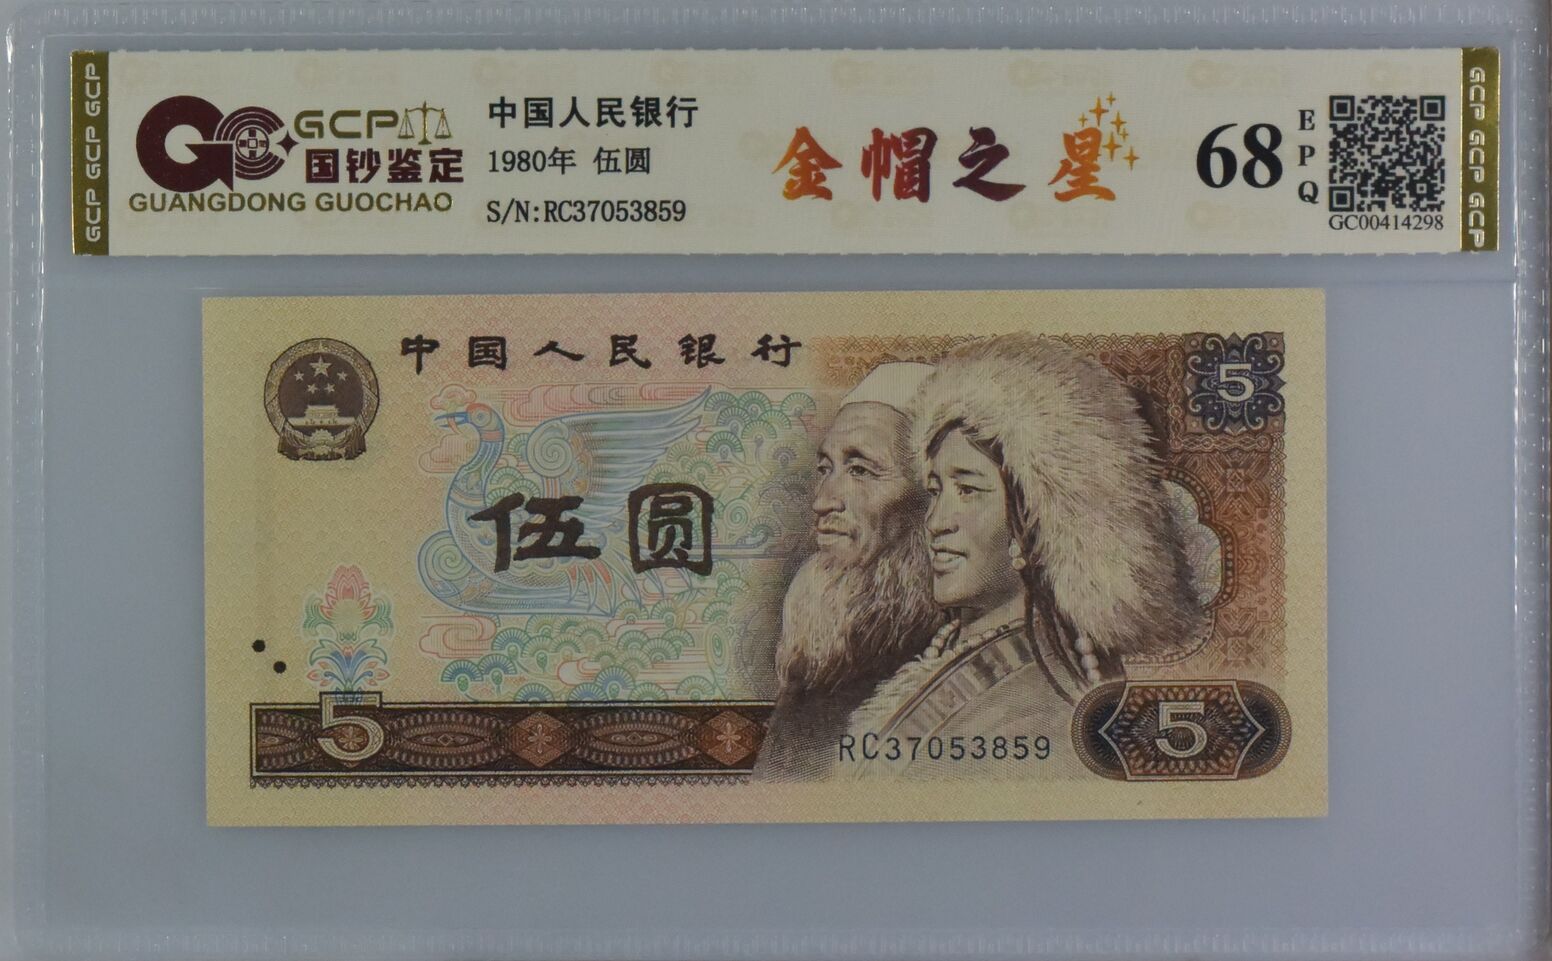 GCP GCP GCP
GCP
国钞鉴定
GUANGDONG GUOCHAO
中国人民银行
1980年 伍圆
S/N:RC37053859
金帽之星
68
EPQ
GC00414298
GCP GCP GCP
中国人民银行
5
伍圆
5
RC37053859
5